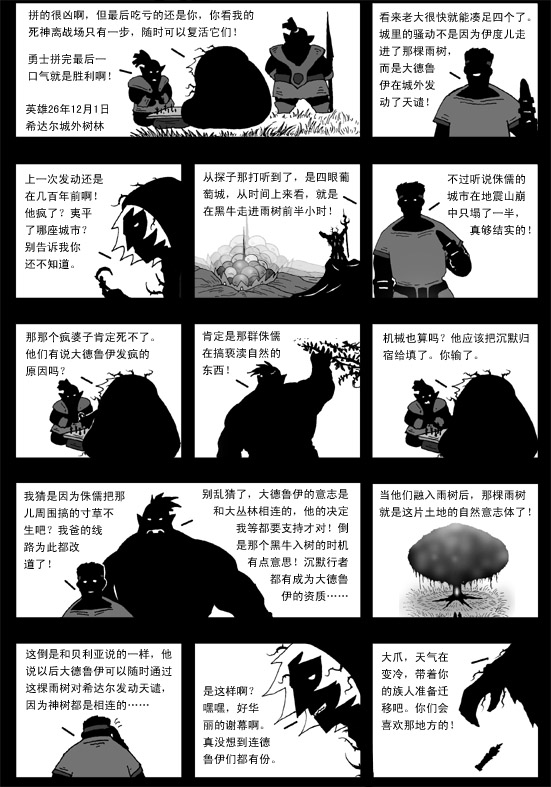 拼的很凶啊，但最后吃亏的还是你，你看我的
死神离战场只有一步，随时可以复活它们！
勇士拼完最后一
口气就是胜利啊！
英雄26年12月1日
希达尔城外树林
看来老大很快就能凑足四个了。
城里的骚动不是因为伊度儿走
进了那棵雨树，
而是大德鲁
伊在城外发
动了天谴！
上一次发动还是
在几百年前啊！
他疯了？夷平
了哪座城市？
别告诉我你
还不知道。
从探子那打听到了，是四眼葡
萄城，从时间上来看，就是
在黑牛走进雨树前半小时！
不过听说侏儒的
城市在地震山崩
中只塌了一半，
真够结实的！
那那个疯婆子肯定死不了。
他们有说大德鲁伊发疯的
原因吗？
肯定是那群侏儒
在搞亵渎自然的
东西！
机械也算吗？他应该把沉默归
宿给填了。你输了。
我猜是因为侏儒把那
儿周围搞的寸草不
生吧？我爸的线
路为此都改
道了！
别乱猜了，大德鲁伊的意志是
和大丛林相连的，他的决定
我等都要支持才对！倒
是那个黑牛入树的时机
有点意思！沉默行者
都有成为大德鲁
伊的资质……
当他们融入雨树后，那棵雨树
就是这片土地的自然意志体了！
这倒是和贝利亚说的一样，他
说以后大德鲁伊可以随时通过
这棵雨树对希达尔发动天谴，
因为神树都是相连的……
是这样啊？
嘿嘿，好华
丽的谢幕啊。
真没想到连德
鲁伊们都有份。
大爪，天气在
变冷，带着你
的族人准备迁
移吧。你们会
喜欢那地方的！